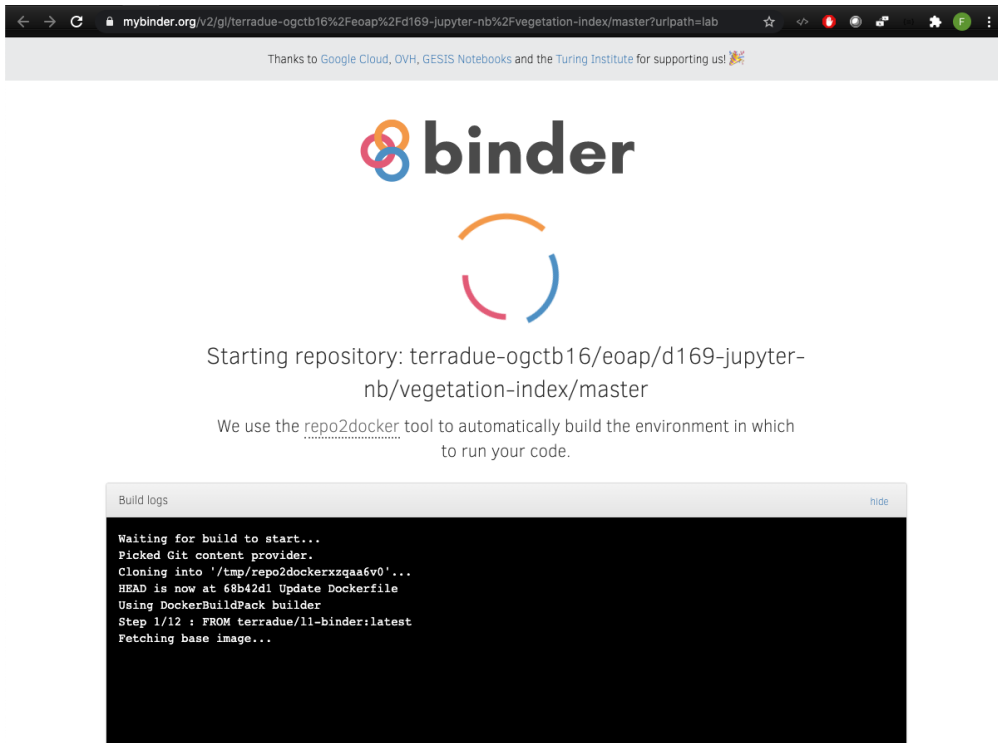 mybinder.org/v2/gl/terradue-ogctb16%2Feoap%2Fd169-jupyter-nb%2Fvegetation-index/master?urlpath=lab
F
Thanks to Google Cloud, OVH, GESIS Notebooks and the Turing Institute for supporting us!
binder
Starting repository: terradue-ogctb16/eoap/d169-jupyter-
nb/vegetation-index/master
We use the repo2docker tool to automatically build the environment in which
to run your code.
Build logs hide
Waiting for build to start...
Picked Git content provider.
Cloning into '/tmp/repo2dockerxzqaa6v0'...
HEAD is now at 68b42d1 Update Dockerfile
Using DockerBuildPack builder
Step 1/12 : FROM terradue/l1-binder:latest
Fetching base image...